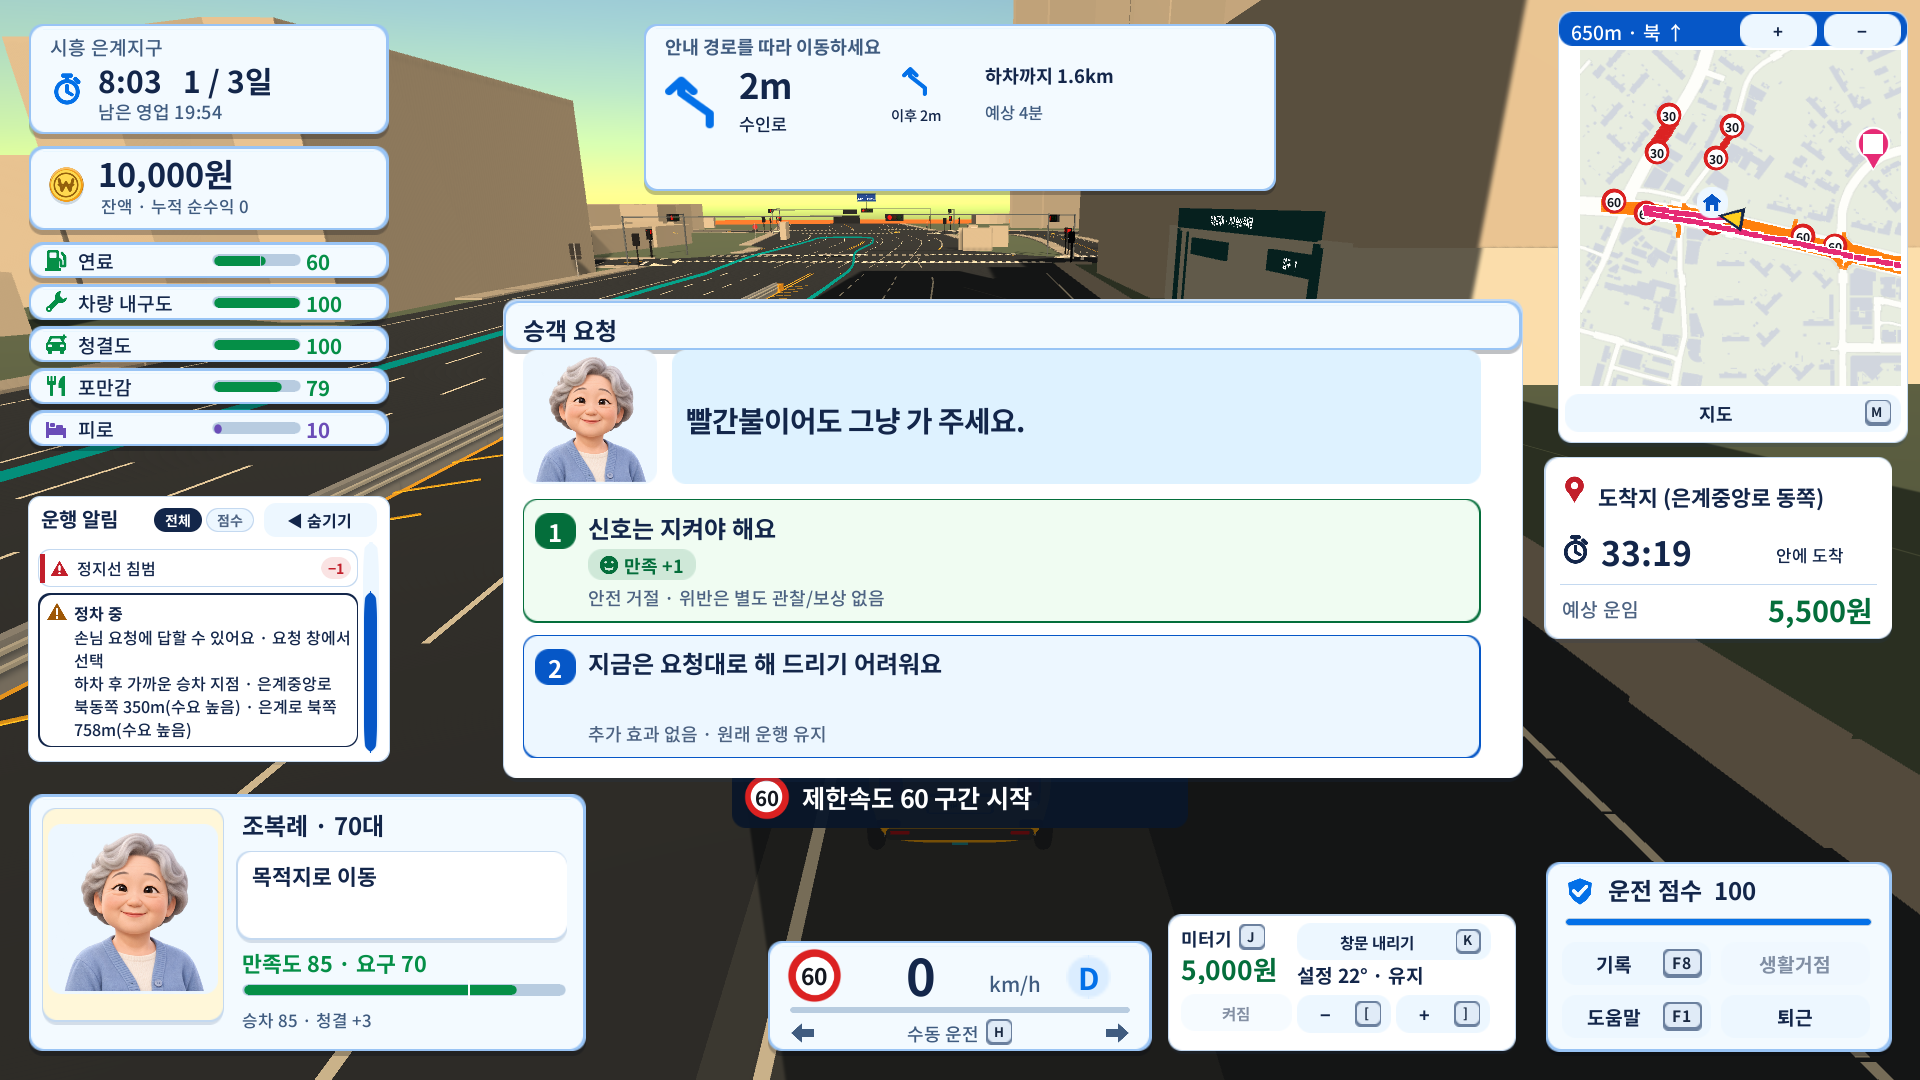 시흥 은계지구
8:03 1 / 3일
남은 영업 19:54
10,000원
잔액 · 누적 순수익 0
연료 60
차량 내구도 100
청결도 100
포만감 79
피로 10
운행 알림 전체 점수 ◀ 숨기기
정지선 침범 −1
정차 중
손님 요청에 답할 수 있어요 · 요청 창에서
선택
하차 후 가까운 승차 지점 · 은계중앙로
북동쪽 350m(수요 높음) · 은계로 북쪽
758m(수요 높음)
조복례 · 70대
목적지로 이동
만족도 85 · 요구 70
승차 85 · 청결 +3
안내 경로를 따라 이동하세요
2m
수인로
이후 2m
하차까지 1.6km
예상 4분
승객 요청
빨간불이어도 그냥 가 주세요.
1 신호는 지켜야 해요
만족 +1
안전 거절 · 위반은 별도 관찰/보상 없음
2 지금은 요청대로 해 드리기 어려워요
추가 효과 없음 · 원래 운행 유지
60 제한속도 60 구간 시작
60 0 km/h D
수동 운전 H
미터기 J
5,000원
켜짐
창문 내리기 K
설정 22° · 유지
− [ + ]
650m · 북 ↑ + −
30
30
30
30
60
60
60
지도 M
도착지 (은계중앙로 동쪽)
33:19 안에 도착
예상 운임 5,500원
운전 점수 100
기록 F8 생활거점
도움말 F1 퇴근